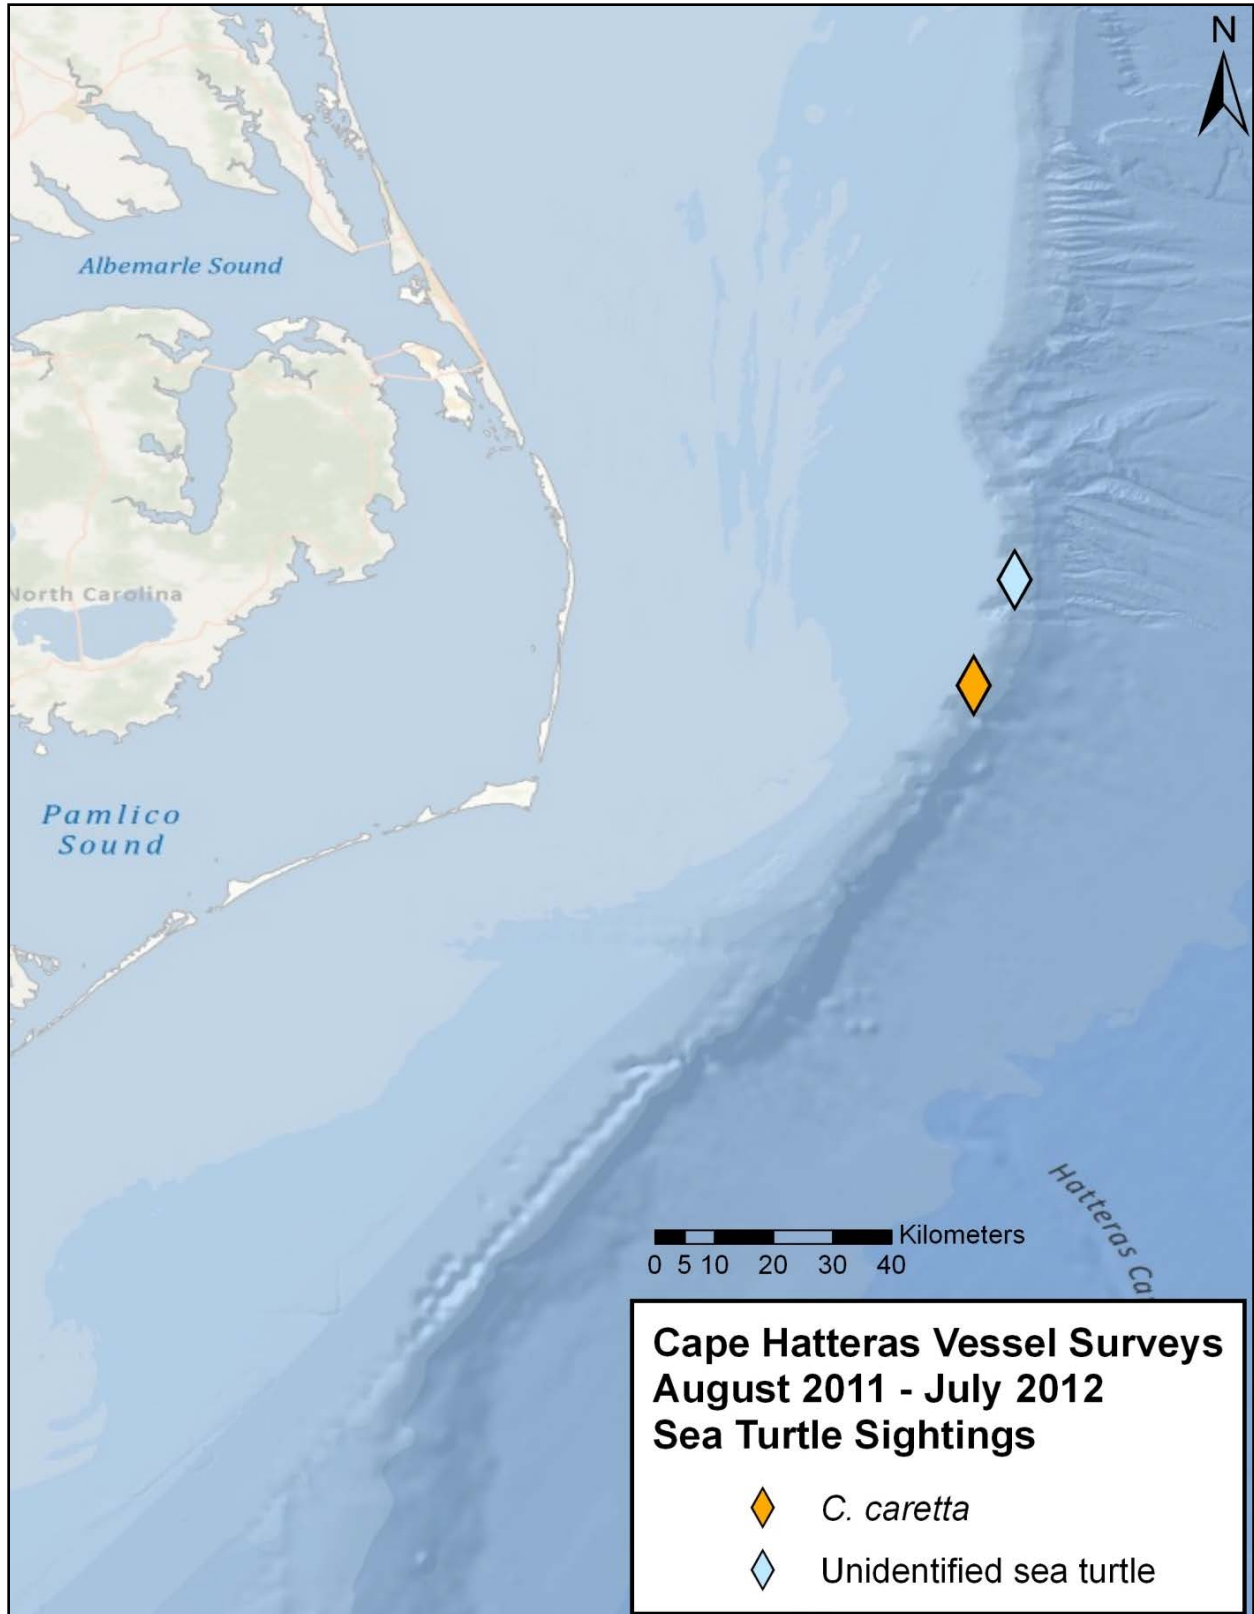 N
Albemarle Sound
North Carolina
Pamlico
Sound
Hatteras Ca
Kilometers
0 5 10 20 30 40
Cape Hatteras Vessel Surveys
August 2011 - July 2012
Sea Turtle Sightings
C. caretta
Unidentified sea turtle